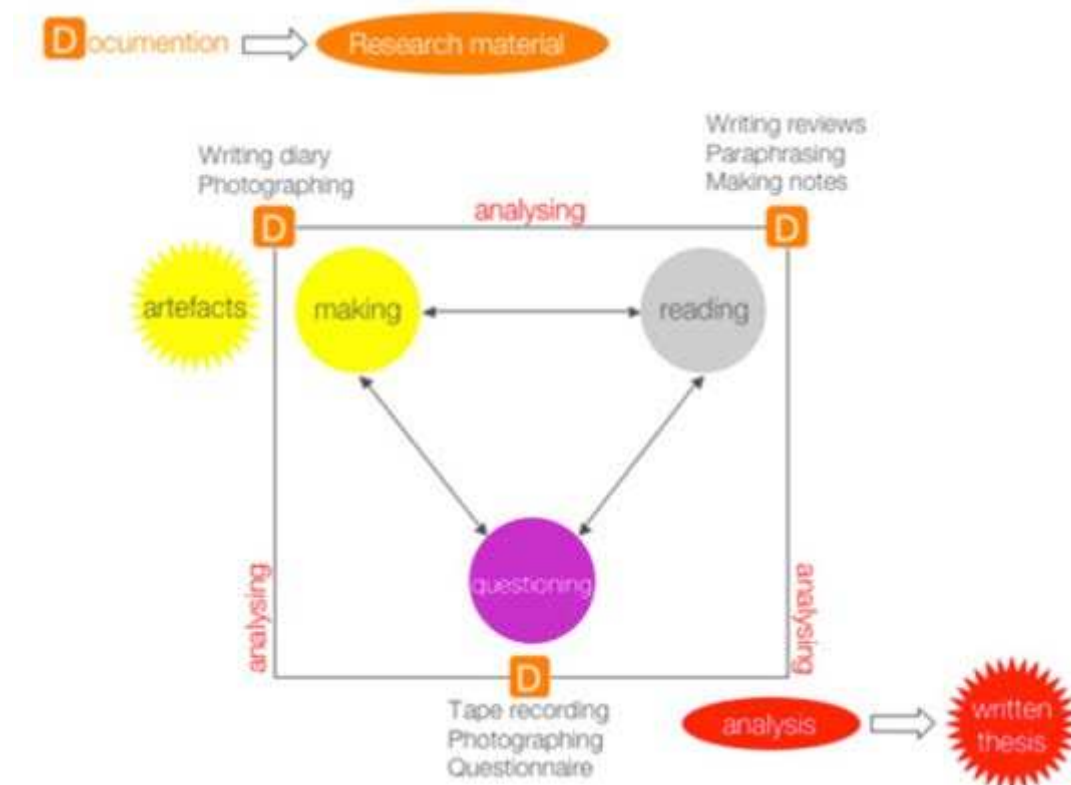 Documention
Research material
Writing diary
Photographing
Writing reviews
Paraphrasing
Making notes
D
analysing
D
artefacts
making
reading
questioning
analysing
analysing
D
Tape recording
Photographing
Questionnaire
analysis
written
thesis